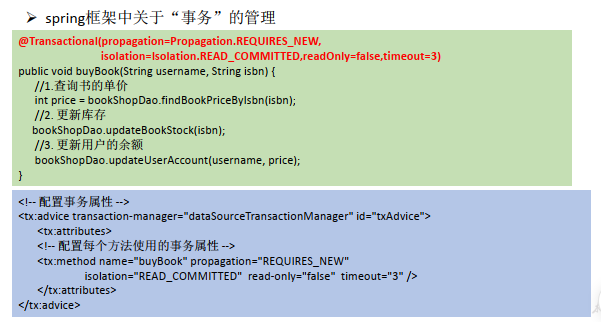 ➢ spring框架中关于“事务”的管理
@Transactional(propagation=Propagation.REQUIRES_NEW,
isolation=Isolation.READ_COMMITTED,readOnly=false,timeout=3)
public void buyBook(String username, String isbn) {
//1.查询书的单价
int price = bookShopDao.findBookPriceByIsbn(isbn);
//2. 更新库存
bookShopDao.updateBookStock(isbn);
//3. 更新用户的余额
bookShopDao.updateUserAccount(username, price);
}
<!-- 配置事务属性 -->
<tx:advice transaction-manager="dataSourceTransactionManager" id="txAdvice">
<tx:attributes>
<!-- 配置每个方法使用的事务属性 -->
<tx:method name="buyBook" propagation="REQUIRES_NEW"
isolation="READ_COMMITTED" read-only="false" timeout="3" />
</tx:attributes>
</tx:advice>